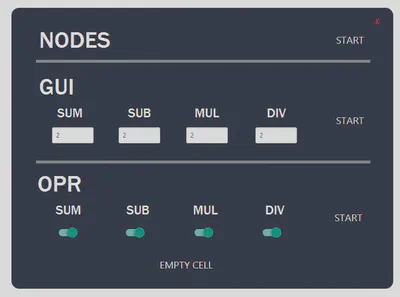 NODES
START
GUI
SUM SUB MUL DIV
START
2 2 2 2
OPR
SUM SUB MUL DIV
START
EMPTY CELL